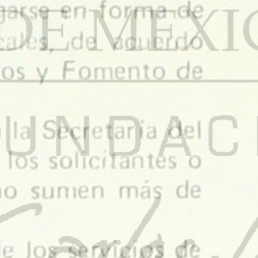 garse en forma de
DE MEXICO
cales, de acuerdo
os y Fomento de
la Secretaría del
FUNDACI
los solicitantes o
no sumen más de
de los servicios de